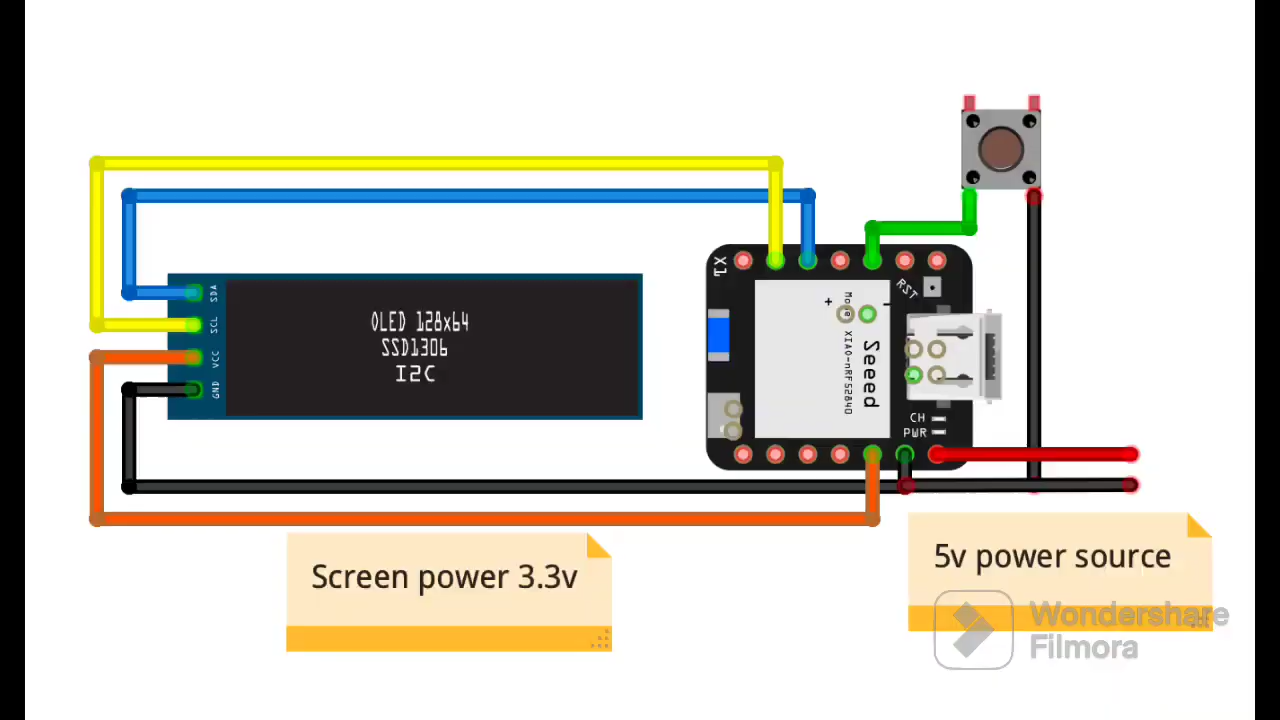 X1
RST
SDA
SCL
VCC
GND
OLED 128x64
SSD1306
I2C
+
-
XIAO-nRF52840
Seeed
CH
PWR
Screen power 3.3v
5v power source
Wondershare
Filmora